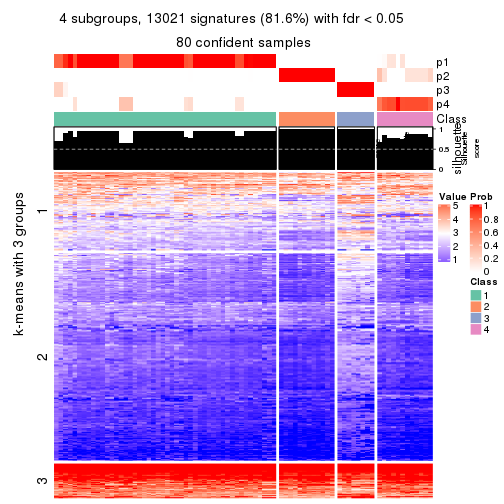 4 subgroups, 13021 signatures (81.6%) with fdr < 0.05
80 confident samples
p1
p2
p3
p4
Class
1
0.5
0
silhouette
Silhouette
score
k-means with 3 groups
1
2
3
Value
5
4
3
2
1
Prob
1
0.8
0.6
0.4
0.2
0
Class
1
2
3
4